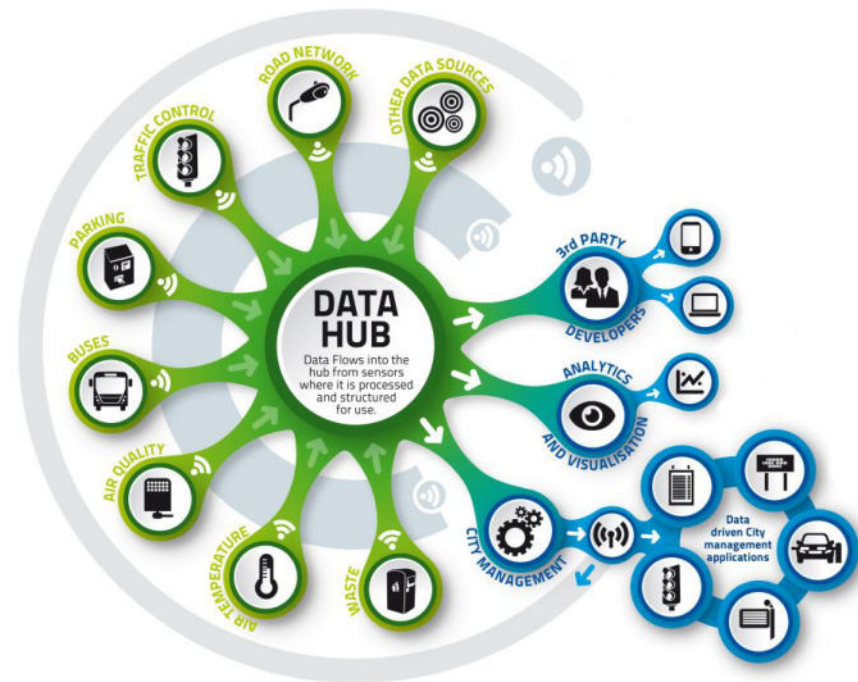 ROAD NETWORK
OTHER DATA SOURCES
TRAFFIC CONTROL
PARKING
BUSES
AIR QUALITY
AIR TEMPERATURE
WASTE
DATA
HUB
Data Flows into the
hub from sensors
where it is processed
and structured
for use.
3rd PARTY
DEVELOPERS
ANALYTICS
AND VISUALISATION
CITY MANAGEMENT
Data
driven City
management
applications